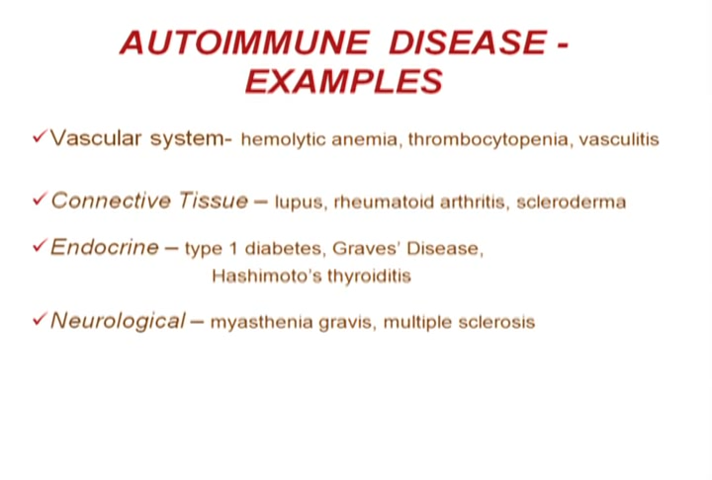 AUTOIMMUNE DISEASE -
EXAMPLES
✓Vascular system- hemolytic anemia, thrombocytopenia, vasculitis
✓Connective Tissue – lupus, rheumatoid arthritis, scleroderma
✓Endocrine – type 1 diabetes, Graves' Disease,
Hashimoto's thyroiditis
✓Neurological – myasthenia gravis, multiple sclerosis